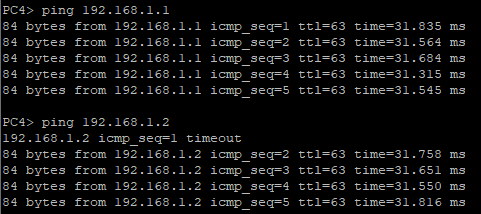 PC4> ping 192.168.1.1
84 bytes from 192.168.1.1 icmp_seq=1 ttl=63 time=31.835 ms
84 bytes from 192.168.1.1 icmp_seq=2 ttl=63 time=31.564 ms
84 bytes from 192.168.1.1 icmp_seq=3 ttl=63 time=31.684 ms
84 bytes from 192.168.1.1 icmp_seq=4 ttl=63 time=31.315 ms
84 bytes from 192.168.1.1 icmp_seq=5 ttl=63 time=31.545 ms
PC4> ping 192.168.1.2
192.168.1.2 icmp_seq=1 timeout
84 bytes from 192.168.1.2 icmp_seq=2 ttl=63 time=31.758 ms
84 bytes from 192.168.1.2 icmp_seq=3 ttl=63 time=31.651 ms
84 bytes from 192.168.1.2 icmp_seq=4 ttl=63 time=31.550 ms
84 bytes from 192.168.1.2 icmp_seq=5 ttl=63 time=31.816 ms